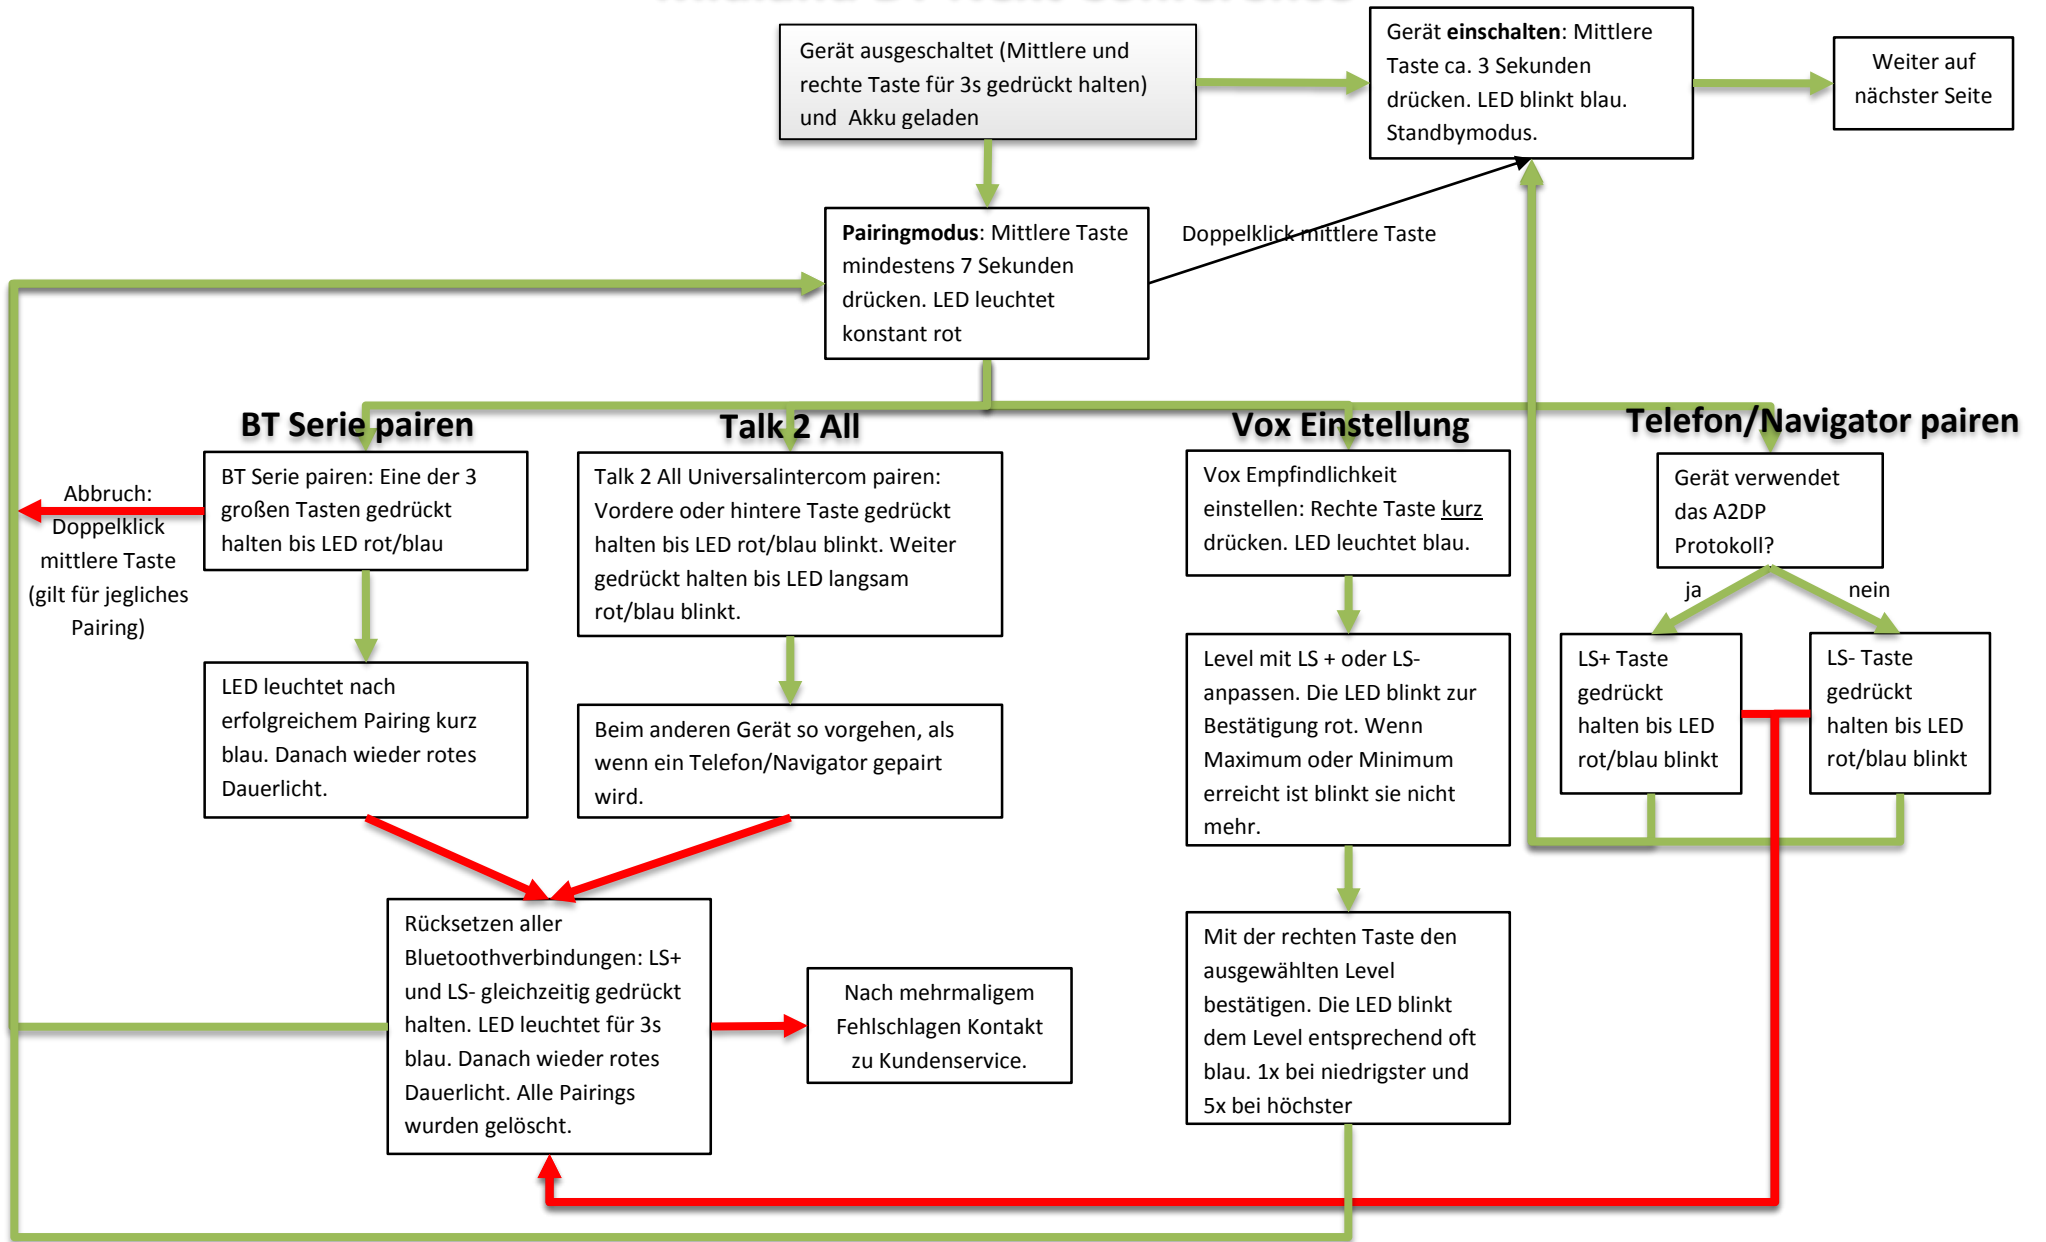 Midland BT Next Conference
Gerät ausgeschaltet (Mittlere und
rechte Taste für 3s gedrückt halten)
und Akku geladen
Gerät einschalten: Mittlere
Taste ca. 3 Sekunden
drücken. LED blinkt blau.
Standbymodus.
Weiter auf
nächster Seite
Pairingmodus: Mittlere Taste
mindestens 7 Sekunden
drücken. LED leuchtet
konstant rot
Doppelklick mittlere Taste
BT Serie pairen
Talk 2 All
Vox Einstellung
Telefon/Navigator pairen
Abbruch:
Doppelklick
mittlere Taste
(gilt für jegliches
Pairing)
BT Serie pairen: Eine der 3
großen Tasten gedrückt
halten bis LED rot/blau
Talk 2 All Universalintercom pairen:
Vordere oder hintere Taste gedrückt
halten bis LED rot/blau blinkt. Weiter
gedrückt halten bis LED langsam
rot/blau blinkt.
Vox Empfindlichkeit
einstellen: Rechte Taste kurz
drücken. LED leuchtet blau.
Gerät verwendet
das A2DP
Protokoll?
ja
nein
LED leuchtet nach
erfolgreichem Pairing kurz
blau. Danach wieder rotes
Dauerlicht.
Beim anderen Gerät so vorgehen, als
wenn ein Telefon/Navigator gepairt
wird.
Level mit LS + oder LS-
anpassen. Die LED blinkt zur
Bestätigung rot. Wenn
Maximum oder Minimum
erreicht ist blinkt sie nicht
mehr.
LS+ Taste
gedrückt
halten bis LED
rot/blau blinkt
LS- Taste
gedrückt
halten bis LED
rot/blau blinkt
Rücksetzen aller
Bluetoothverbindungen: LS+
und LS- gleichzeitig gedrückt
halten. LED leuchtet für 3s
blau. Danach wieder rotes
Dauerlicht. Alle Pairings
wurden gelöscht.
Nach mehrmaligem
Fehlschlagen Kontakt
zu Kundenservice.
Mit der rechten Taste den
ausgewählten Level
bestätigen. Die LED blinkt
dem Level entsprechend oft
blau. 1x bei niedrigster und
5x bei höchster